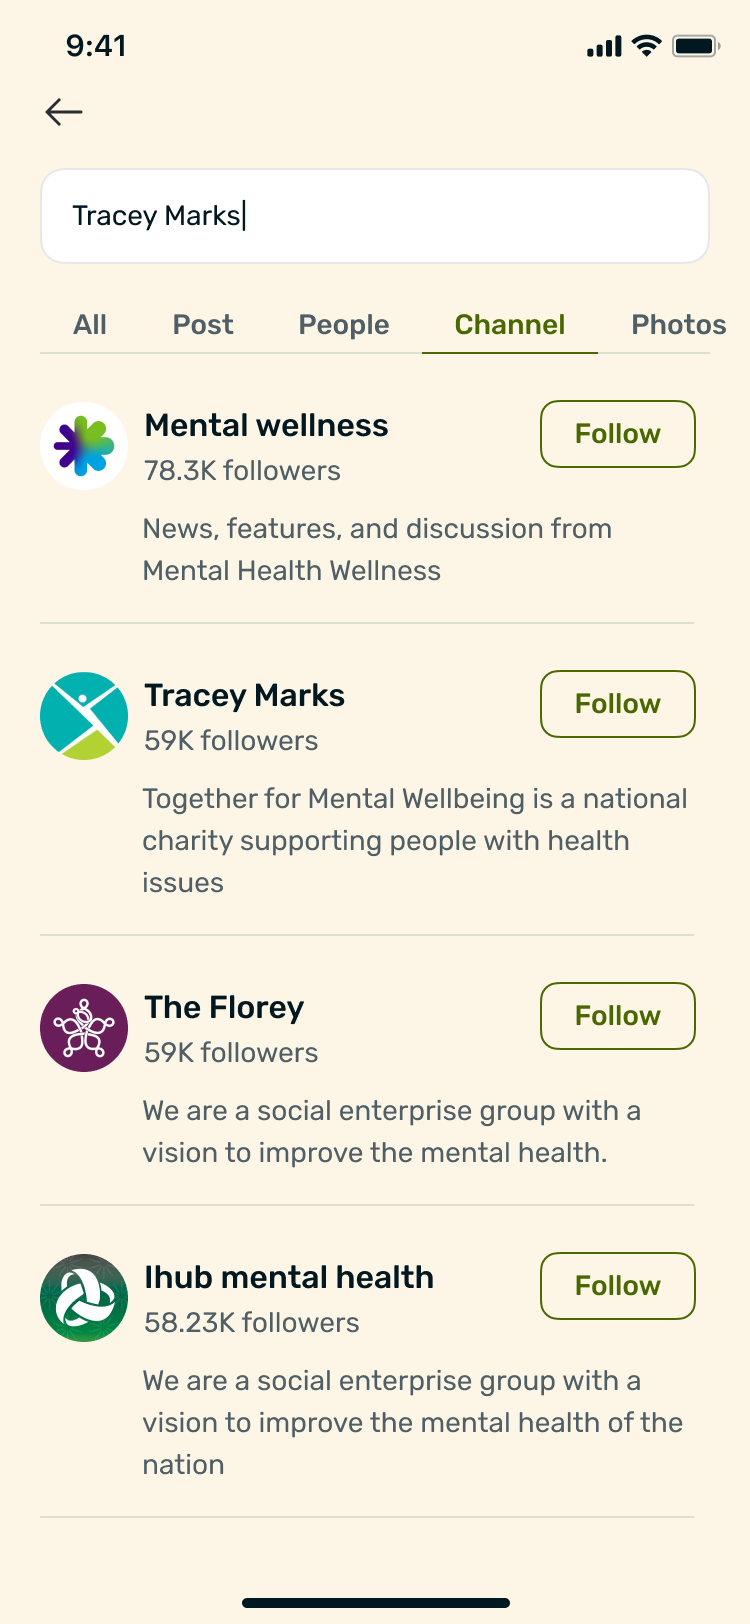 9:41
Tracey Marks
All Post People Channel Photos
Mental wellness
Follow
78.3K followers
News, features, and discussion from
Mental Health Wellness
Tracey Marks
Follow
59K followers
Together for Mental Wellbeing is a national
charity supporting people with health
issues
The Florey
Follow
59K followers
We are a social enterprise group with a
vision to improve the mental health.
Ihub mental health
Follow
58.23K followers
We are a social enterprise group with a
vision to improve the mental health of the
nation